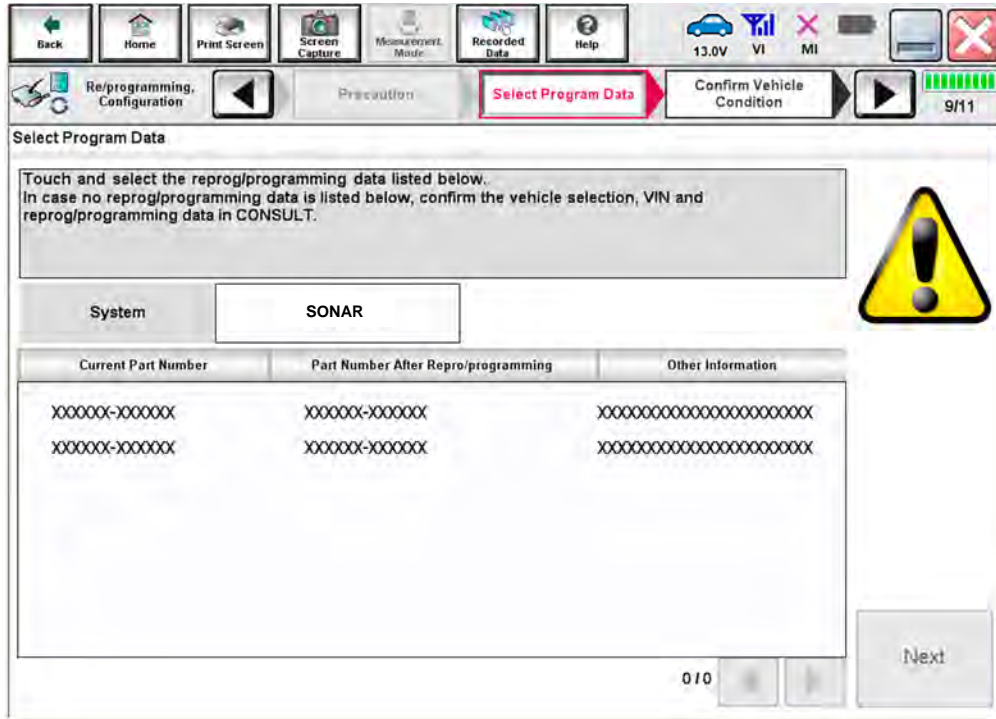 Back
Home
Print Screen
Screen
Capture
Measurement
Mode
Recorded
Data
Help
13.0V
VI
MI
Re/programming,
Configuration
Precaution
Select Program Data
Confirm Vehicle
Condition
9/11
Select Program Data
Touch and select the reprog/programming data listed below.
In case no reprog/programming data is listed below, confirm the vehicle selection, VIN and
reprog/programming data in CONSULT.
System
SONAR
Current Part Number
Part Number After Repro/programming
Other Information
XXXXXX-XXXXXX XXXXXX-XXXXXX XXXXXXXXXXXXXXXXXXXXXXX
XXXXXX-XXXXXX XXXXXX-XXXXXX XXXXXXXXXXXXXXXXXXXXXXX
0/0
Next